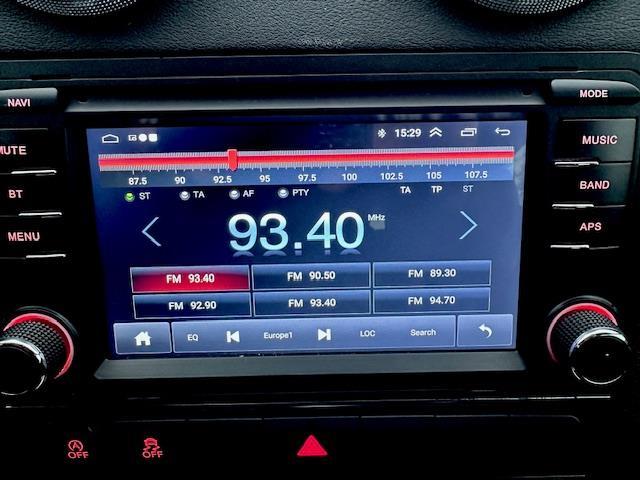 NAVI
MODE
15:29
MUTE
MUSIC
87.5 90 92.5 95 97.5 100 102.5 105 107.5
ST TA AF PTY TA TP ST
BT
BAND
93.40 MHz
MENU
APS
FM 93.40 FM 90.50 FM 89.30
FM 92.90 FM 93.40 FM 94.70
EQ Europe1 LOC Search
OFF OFF